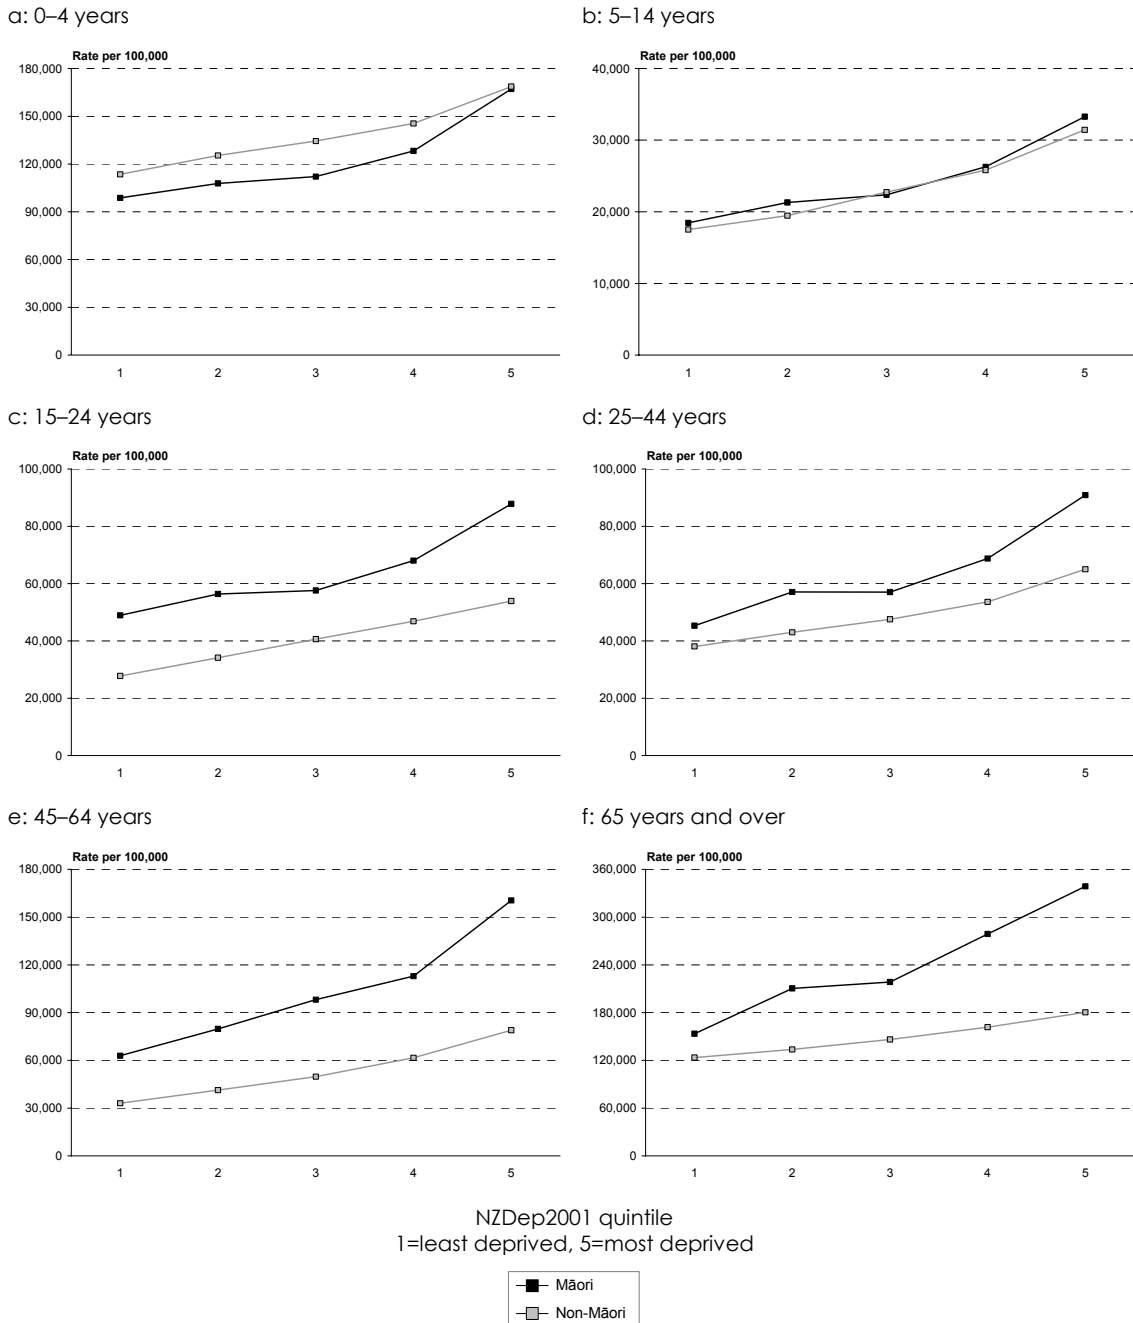 a: 0–4 years
Rate per 100,000
180,000
150,000
120,000
90,000
60,000
30,000
0
1 2 3 4 5
b: 5–14 years
Rate per 100,000
40,000
30,000
20,000
10,000
0
1 2 3 4 5
c: 15–24 years
Rate per 100,000
100,000
80,000
60,000
40,000
20,000
0
1 2 3 4 5
d: 25–44 years
Rate per 100,000
100,000
80,000
60,000
40,000
20,000
0
1 2 3 4 5
e: 45–64 years
Rate per 100,000
180,000
150,000
120,000
90,000
60,000
30,000
0
1 2 3 4 5
f: 65 years and over
Rate per 100,000
360,000
300,000
240,000
180,000
120,000
60,000
0
1 2 3 4 5
NZDep2001 quintile
1=least deprived, 5=most deprived
Māori
Non-Māori